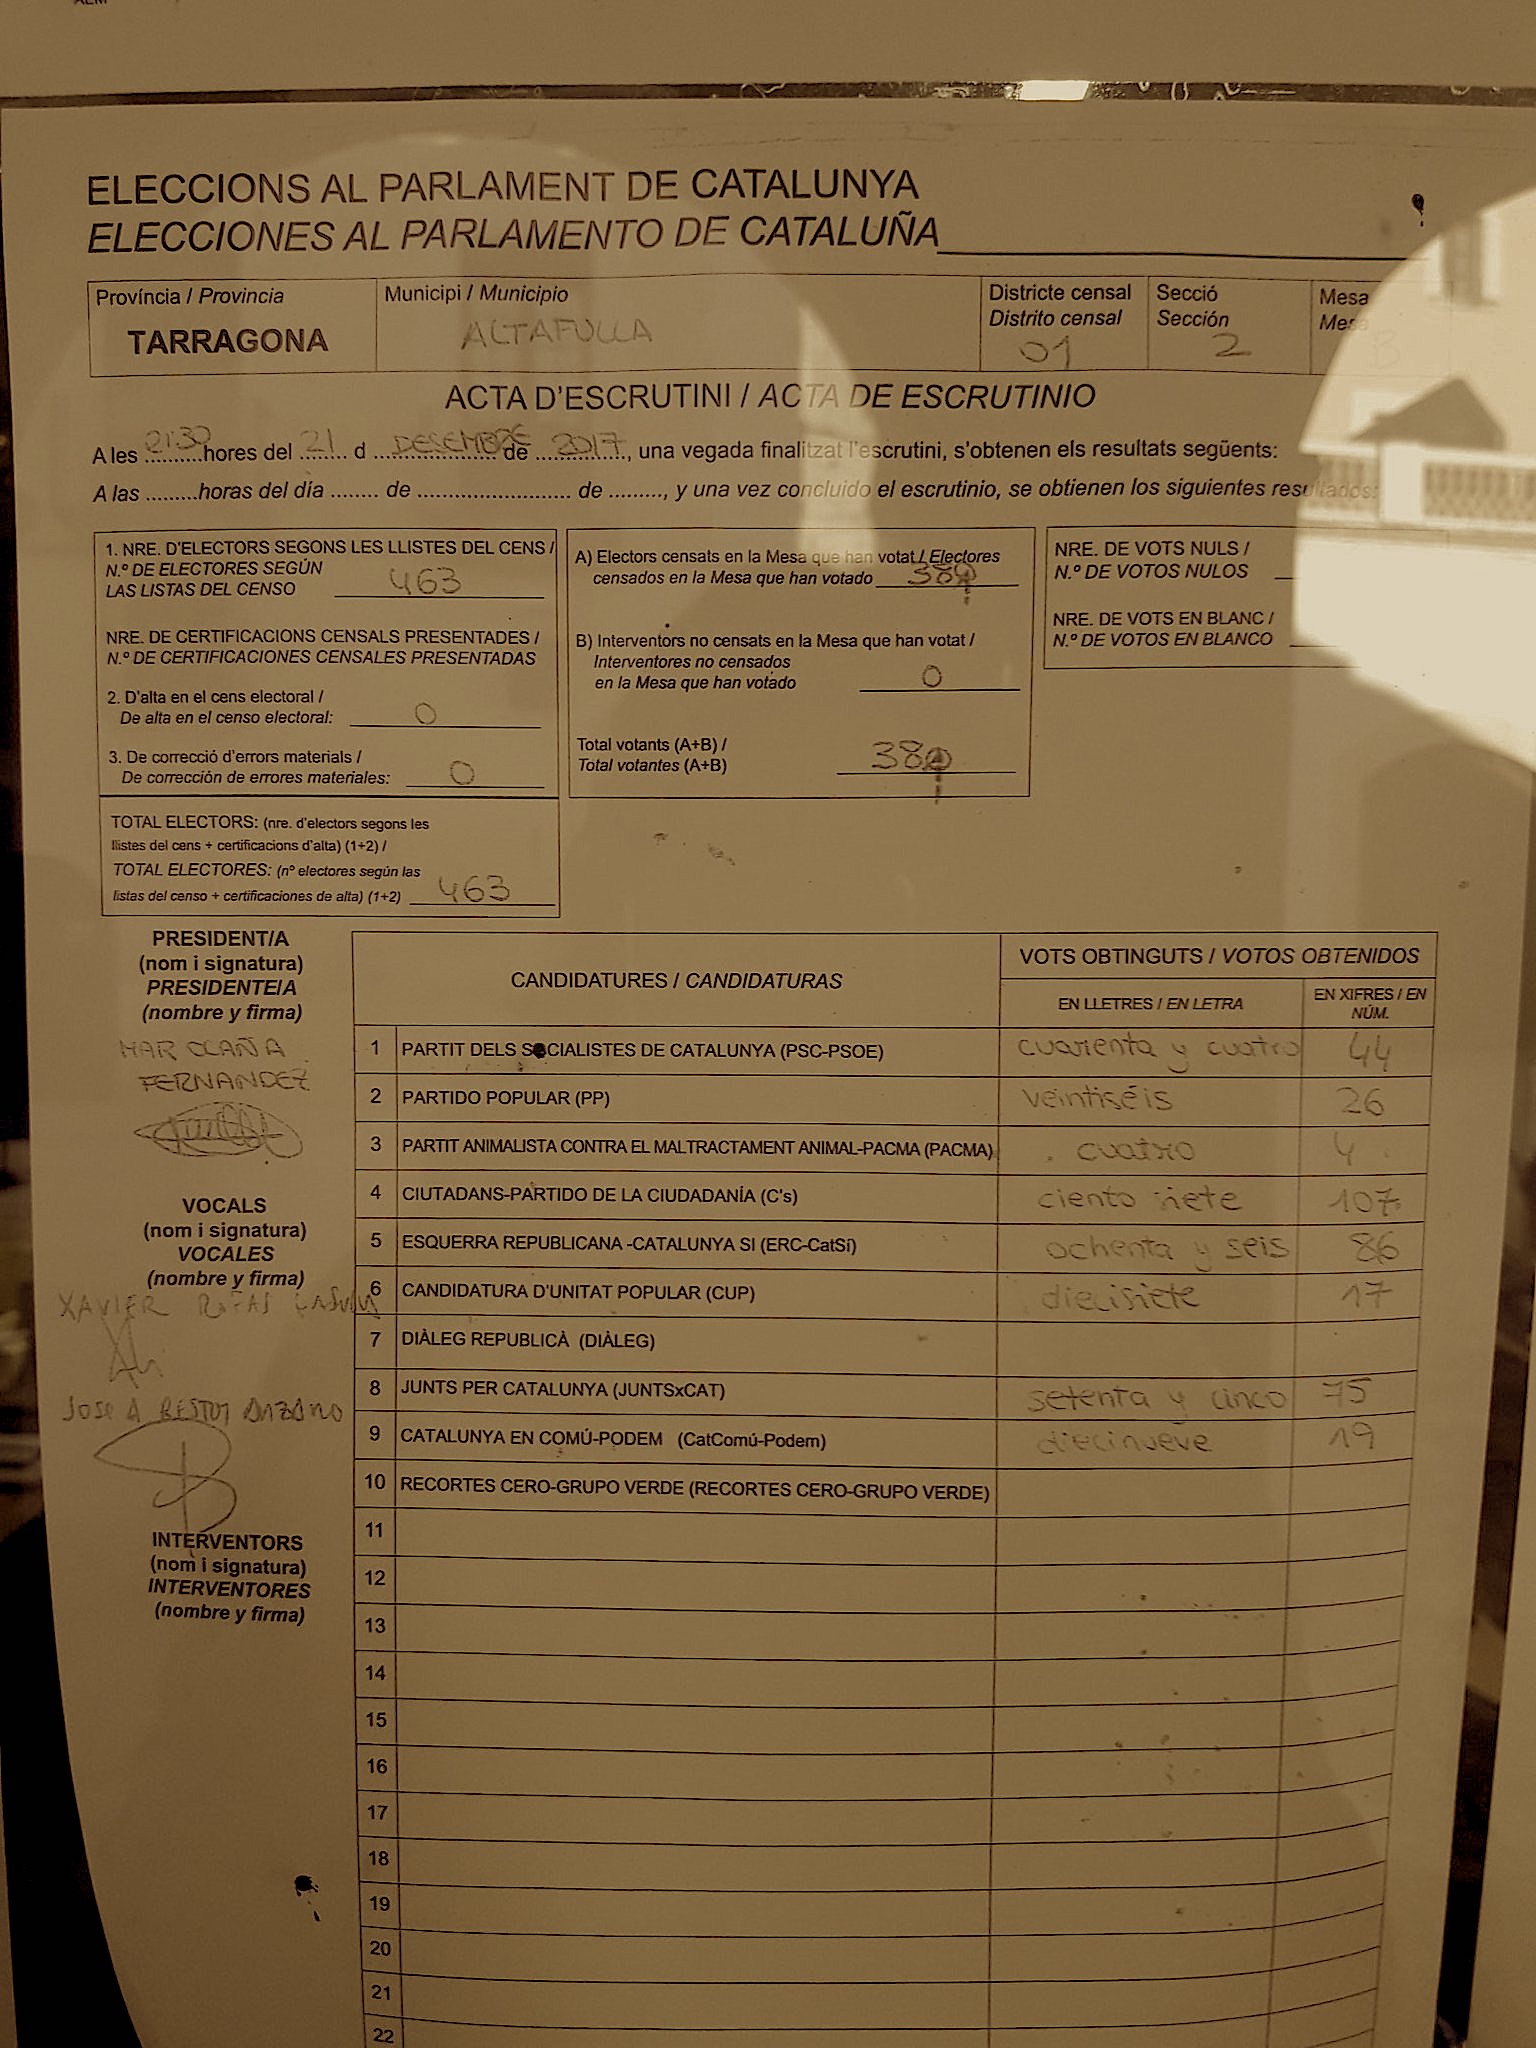 ELECCIONS AL PARLAMENT DE CATALUNYA
ELECCIONES AL PARLAMENTO DE CATALUÑA
Província / Provincia
TARRAGONA
Municipi / Municipio
ALTAFULLA
Districte censal
Distrito censal
01
Secció
Sección
2
Mesa
Mesa
B
ACTA D'ESCRUTINI / ACTA DE ESCRUTINIO
A les 21:30 hores del 21 d DESEMBRE de 2017, una vegada finalitzat l'escrutini, s'obtenen els resultats següents:
A las .........horas del día ........ de ......................... de ........., y una vez concluido el escrutinio, se obtienen los siguientes resultados:
1. NRE. D'ELECTORS SEGONS LES LLISTES DEL CENS /
N.º DE ELECTORES SEGÚN
LAS LISTAS DEL CENSO 463
NRE. DE CERTIFICACIONS CENSALS PRESENTADES /
N.º DE CERTIFICACIONES CENSALES PRESENTADAS
2. D'alta en el cens electoral /
De alta en el censo electoral: 0
3. De correcció d'errors materials /
De corrección de errores materiales: 0
TOTAL ELECTORS: (nre. d'electors segons les
llistes del cens + certificacions d'alta) (1+2) /
TOTAL ELECTORES: (nº electores según las
listas del censo + certificaciones de alta) (1+2) 463
A) Electors censats en la Mesa que han votat / Electores
censados en la Mesa que han votado
B) Interventors no censats en la Mesa que han votat /
Interventores no censados
en la Mesa que han votado 0
Total votants (A+B) /
Total votantes (A+B)
NRE. DE VOTS NULS /
N.º DE VOTOS NULOS
NRE. DE VOTS EN BLANC /
N.º DE VOTOS EN BLANCO
PRESIDENT/A
(nom i signatura)
PRESIDENTE/A
(nombre y firma)
MAR OLAÑA
FERNANDEZ
VOCALS
(nom i signatura)
VOCALES
(nombre y firma)
XAVIER
JOSE A
INTERVENTORS
(nom i signatura)
INTERVENTORES
(nombre y firma)
CANDIDATURES / CANDIDATURAS
VOTS OBTINGUTS / VOTOS OBTENIDOS
EN LLETRES / EN LETRA
EN XIFRES / EN NÚM.
1 PARTIT DELS SOCIALISTES DE CATALUNYA (PSC-PSOE) cuarenta y cuatro 44
2 PARTIDO POPULAR (PP) veintiséis 26
3 PARTIT ANIMALISTA CONTRA EL MALTRACTAMENT ANIMAL-PACMA (PACMA) cuatro 4
4 CIUTADANS-PARTIDO DE LA CIUDADANÍA (C's) ciento siete 107
5 ESQUERRA REPUBLICANA -CATALUNYA SI (ERC-CatSí) ochenta y seis 86
6 CANDIDATURA D'UNITAT POPULAR (CUP) diecisiete 17
7 DIÀLEG REPUBLICÀ (DIÀLEG)
8 JUNTS PER CATALUNYA (JUNTSxCAT) setenta y cinco 75
9 CATALUNYA EN COMÚ-PODEM (CatComú-Podem) diecinueve 19
10 RECORTES CERO-GRUPO VERDE (RECORTES CERO-GRUPO VERDE)
11
12
13
14
15
16
17
18
19
20
21
22